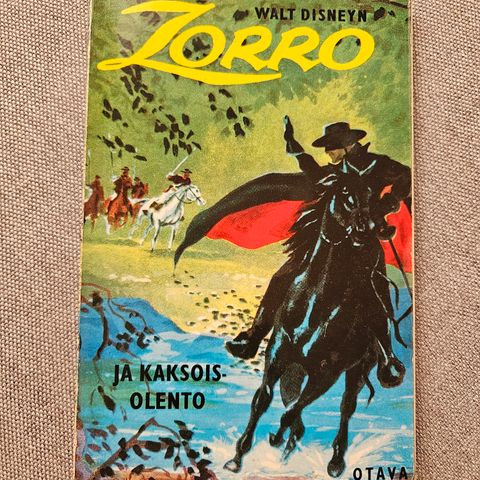 WALT DISNEYN
ZORRO
JA KAKSOIS-
OLENTO
OTAVA